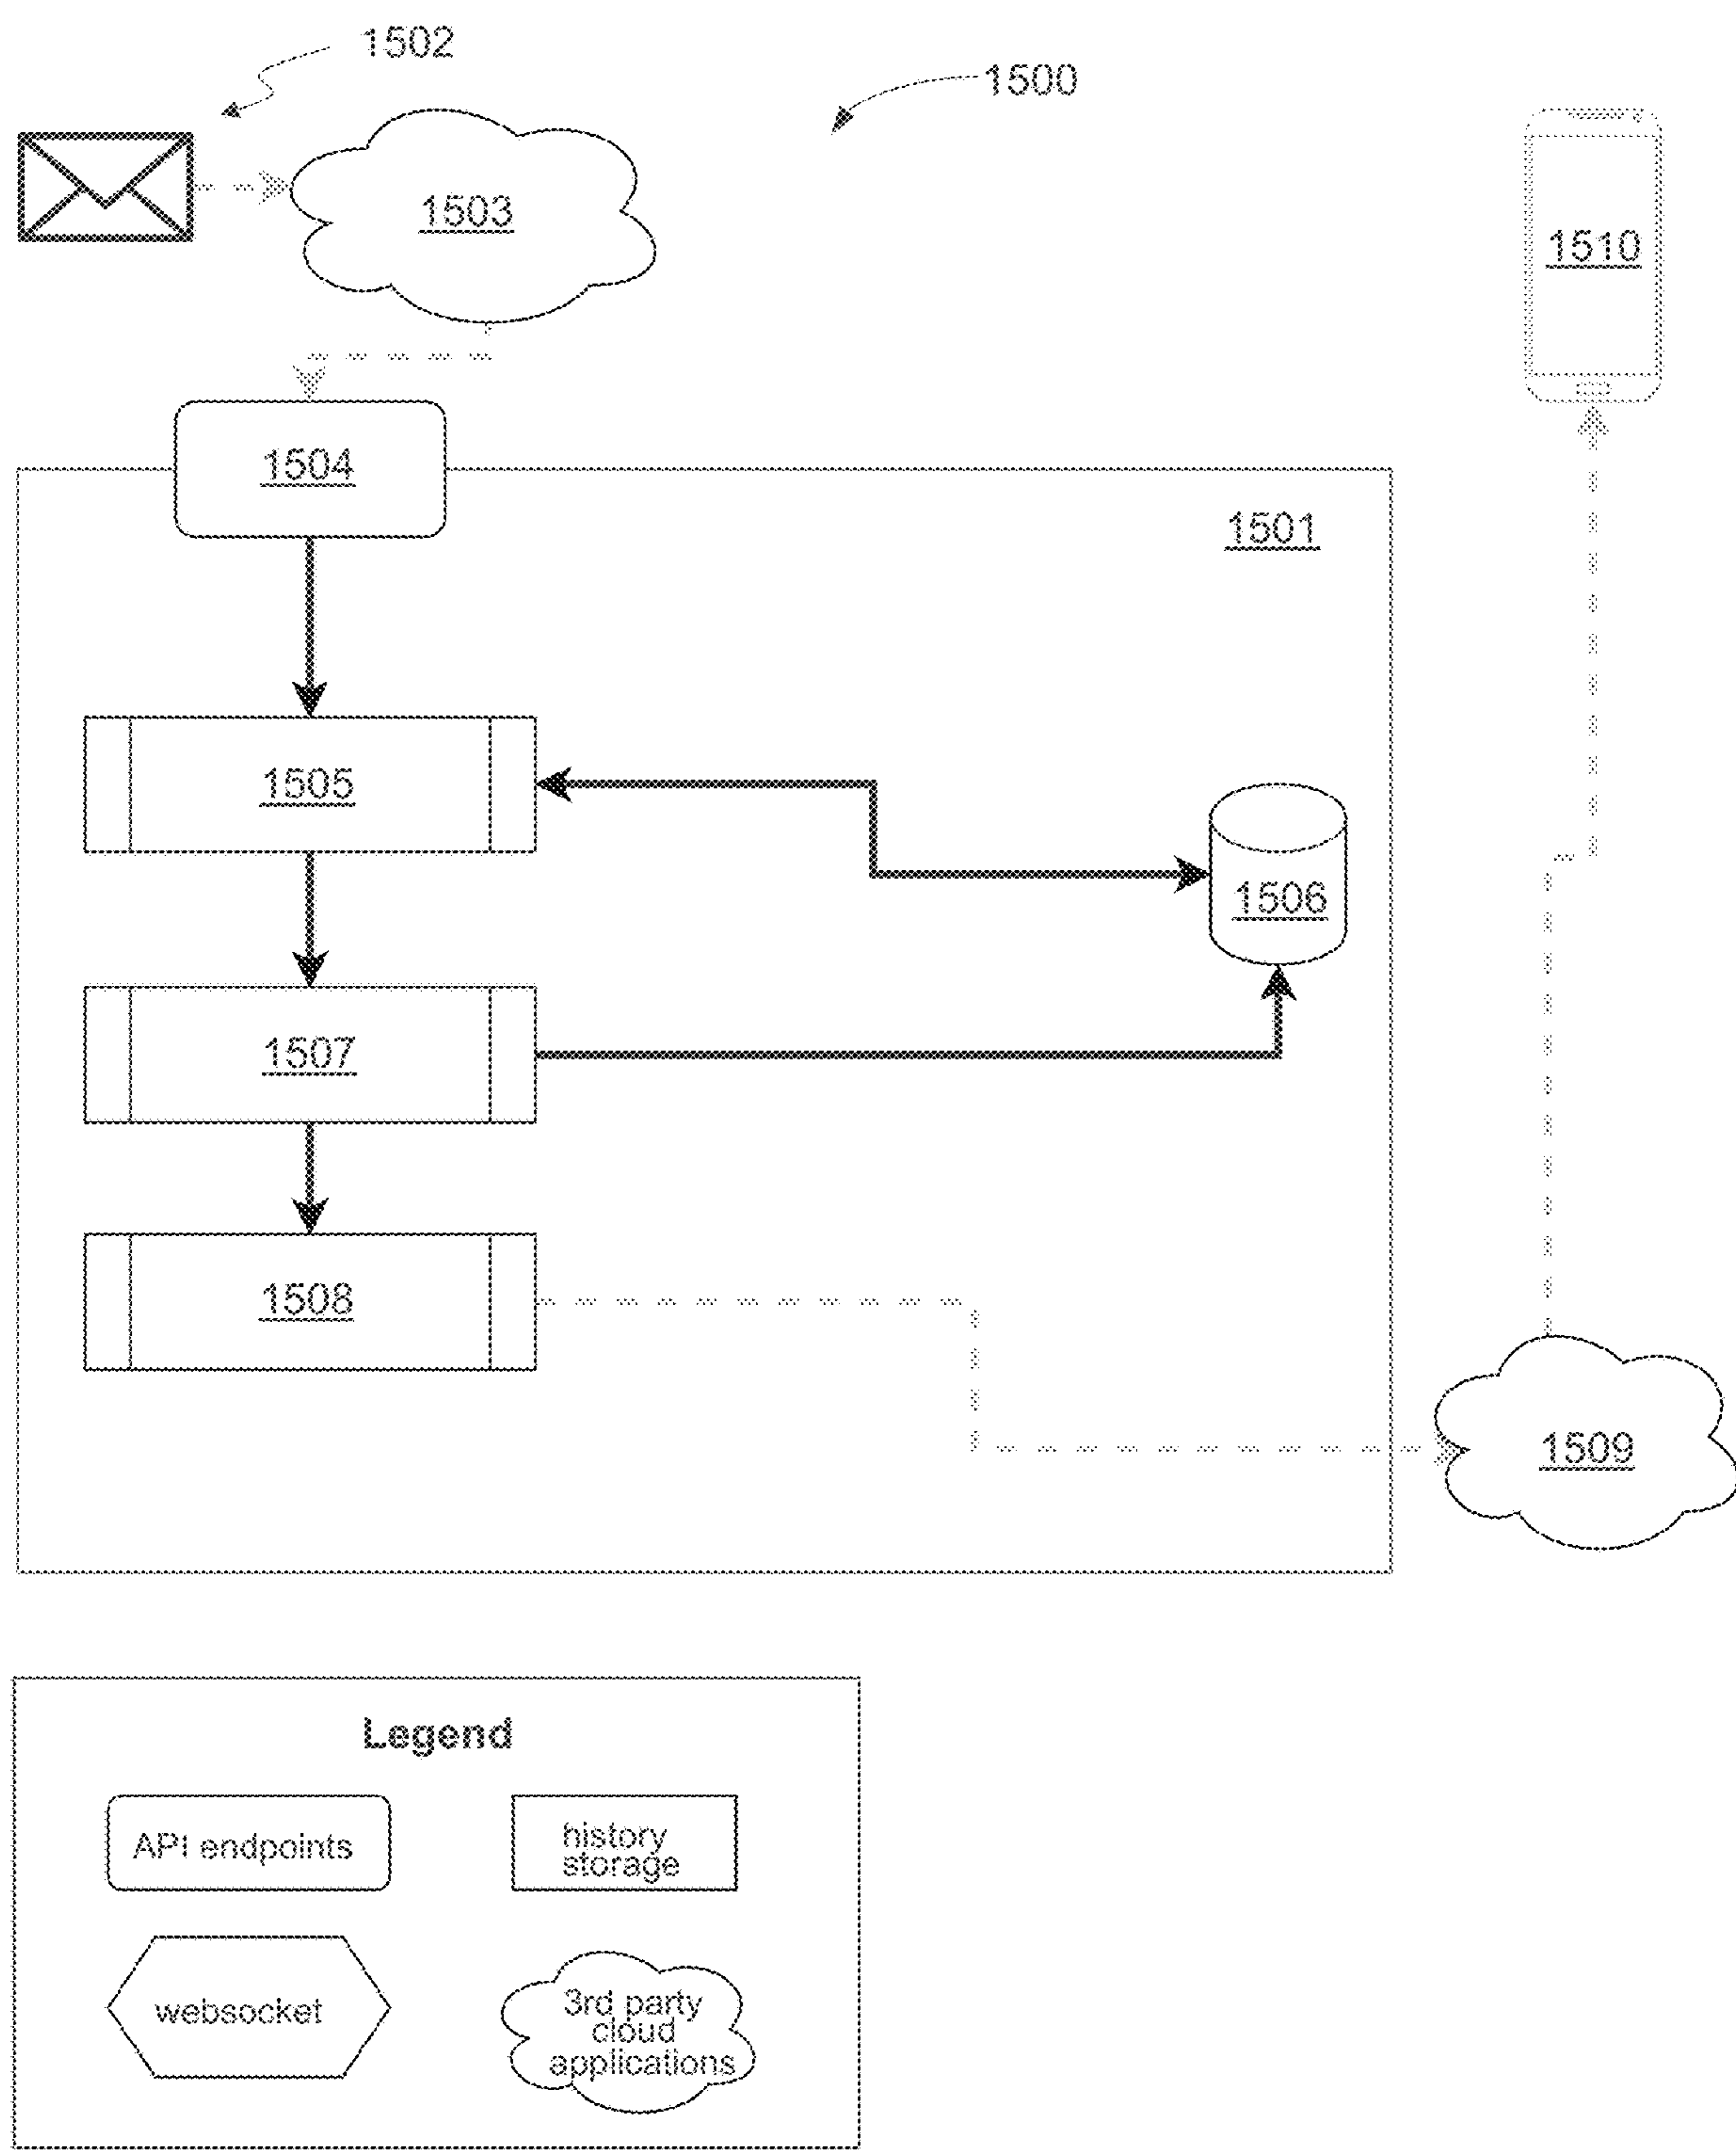 1502
1500
1503
1510
1504
1501
1505
1506
1507
1508
1509
Legend
API endpoints
history
storage
websocket
3rd party
cloud
applications